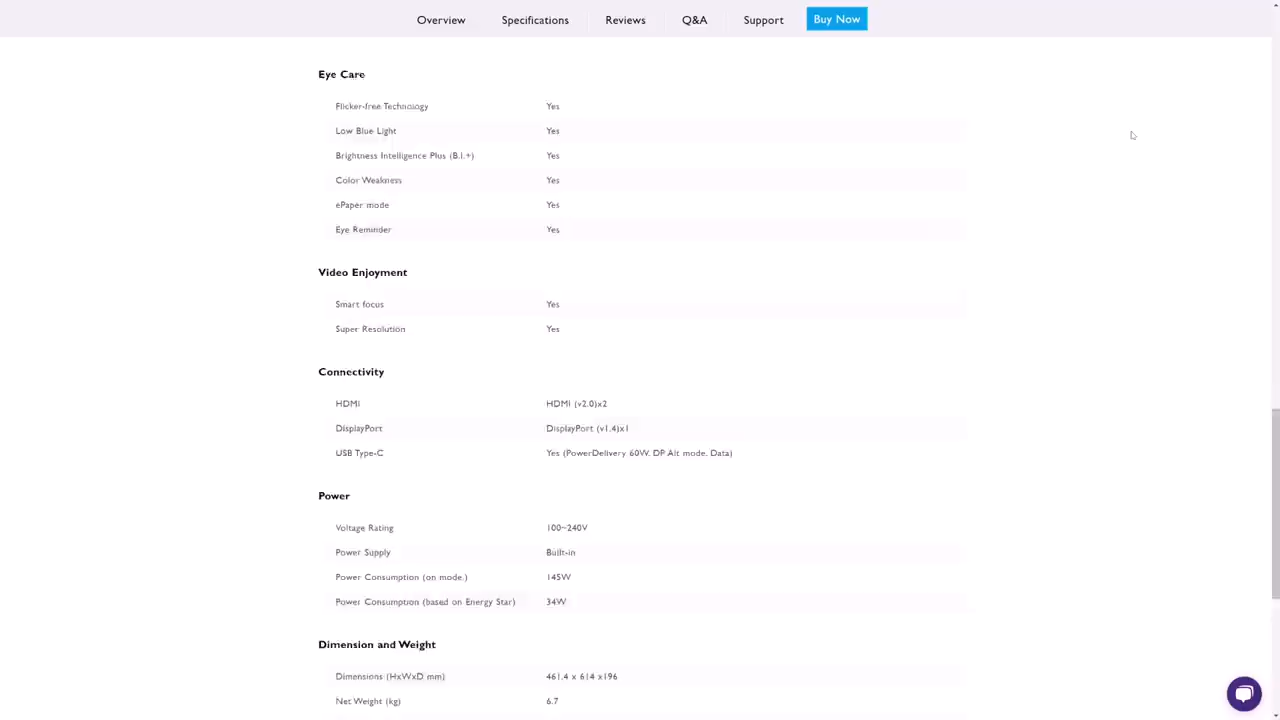 Overview Specifications Reviews Q&A Support Buy Now
Eye Care
Flicker-free Technology Yes
Low Blue Light Yes
Brightness Intelligence Plus (B.I.+) Yes
Color Weakness Yes
ePaper mode Yes
Eye Reminder Yes
Video Enjoyment
Smart focus Yes
Super Resolution Yes
Connectivity
HDMI HDMI (v2.0)x2
DisplayPort DisplayPort (v1.4)x1
USB Type-C Yes (PowerDelivery 60W, DP Alt mode, Data)
Power
Voltage Rating 100~240V
Power Supply Built-in
Power Consumption (on mode.) 145W
Power Consumption (based on Energy Star) 34W
Dimension and Weight
Dimensions (HxWxD mm) 461.4 x 614 x196
Net Weight (kg) 6.7